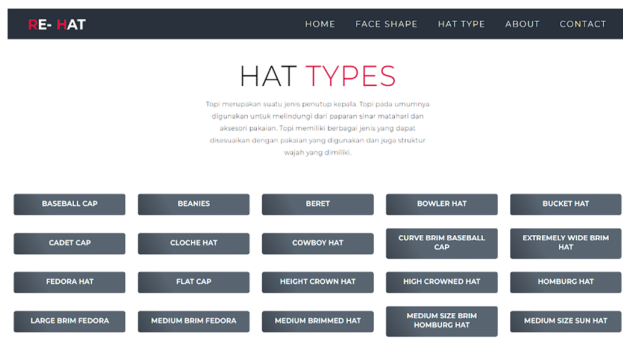 RE- HAT HOME FACE SHAPE HAT TYPE ABOUT CONTACT
HAT TYPES
Topi merupakan suatu jenis penutup kepala. Topi pada umumnya
digunakan untuk melindungi dari paparan sinar matahari dan
aksesori pakaian. Topi memiliki berbagai jenis yang dapat
disesuaikan dengan pakaian yang digunakan dan juga struktur
wajah yang dimiliki.
BASEBALL CAP BEANIES BERET BOWLER HAT BUCKET HAT
CADET CAP CLOCHE HAT COWBOY HAT CURVE BRIM BASEBALL CAP EXTREMELY WIDE BRIM HAT
FEDORA HAT FLAT CAP HEIGHT CROWN HAT HIGH CROWNED HAT HOMBURG HAT
LARGE BRIM FEDORA MEDIUM BRIM FEDORA MEDIUM BRIMMED HAT MEDIUM SIZE BRIM HOMBURG HAT MEDIUM SIZE SUN HAT